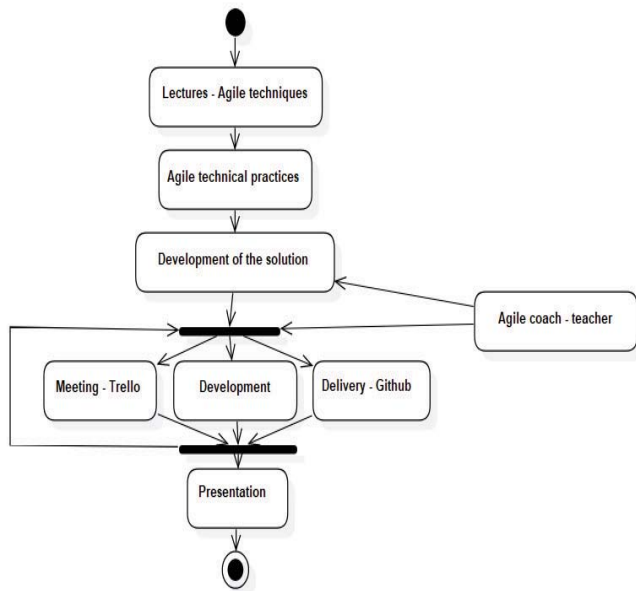 Lectures - Agile techniques
Agile technical practices
Development of the solution
Agile coach - teacher
Meeting - Trello
Development
Delivery - Github
Presentation